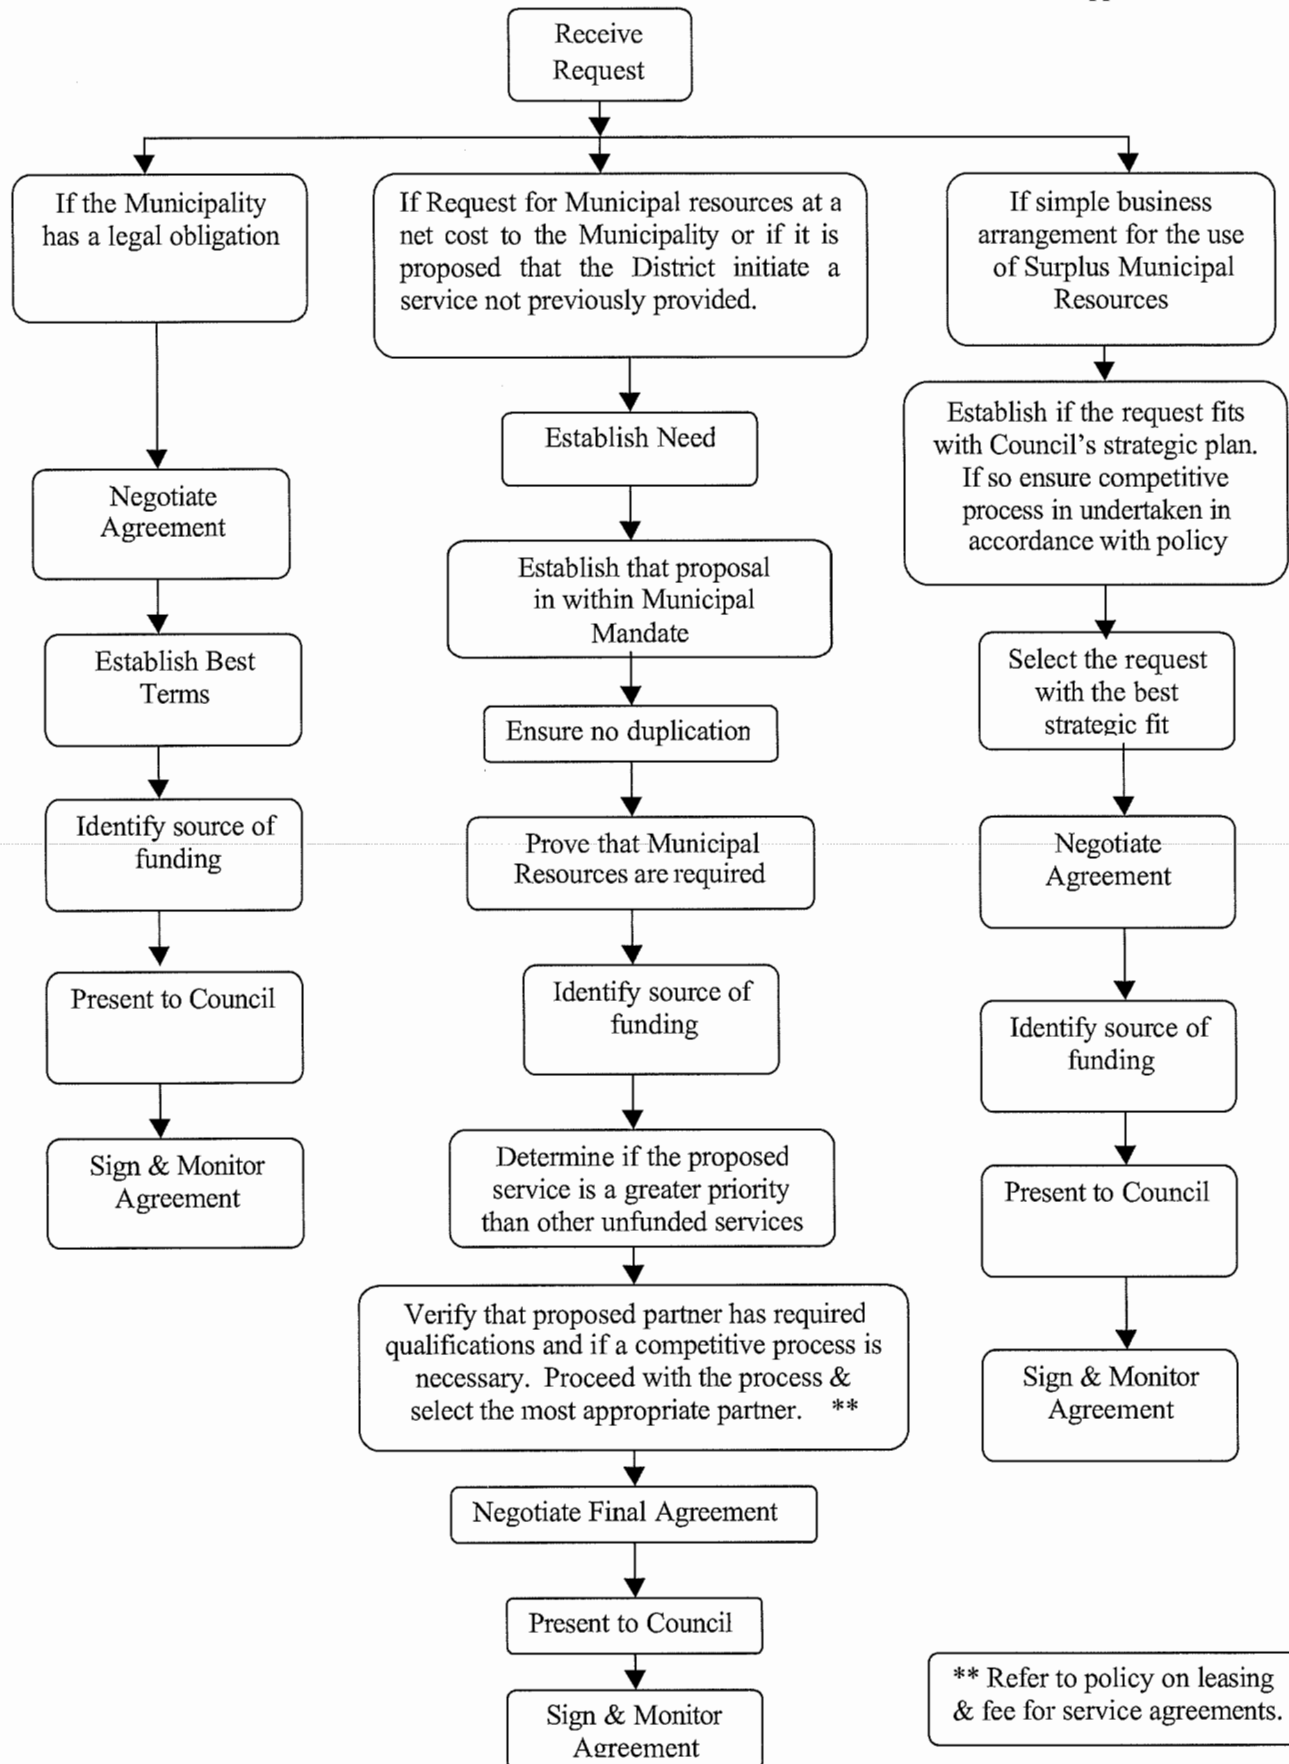 Receive
Request
If the Municipality
has a legal obligation
If Request for Municipal resources at a
net cost to the Municipality or if it is
proposed that the District initiate a
service not previously provided.
If simple business
arrangement for the use
of Surplus Municipal
Resources
Negotiate
Agreement
Establish Best
Terms
Identify source of
funding
Present to Council
Sign & Monitor
Agreement
Establish Need
Establish that proposal
in within Municipal
Mandate
Ensure no duplication
Prove that Municipal
Resources are required
Identify source of
funding
Determine if the proposed
service is a greater priority
than other unfunded services
Verify that proposed partner has required
qualifications and if a competitive process is
necessary. Proceed with the process &
select the most appropriate partner. **
Negotiate Final Agreement
Present to Council
Sign & Monitor
Agreement
Establish if the request fits
with Council's strategic plan.
If so ensure competitive
process in undertaken in
accordance with policy
Select the request
with the best
strategic fit
Negotiate
Agreement
Identify source of
funding
Present to Council
Sign & Monitor
Agreement
** Refer to policy on leasing
& fee for service agreements.